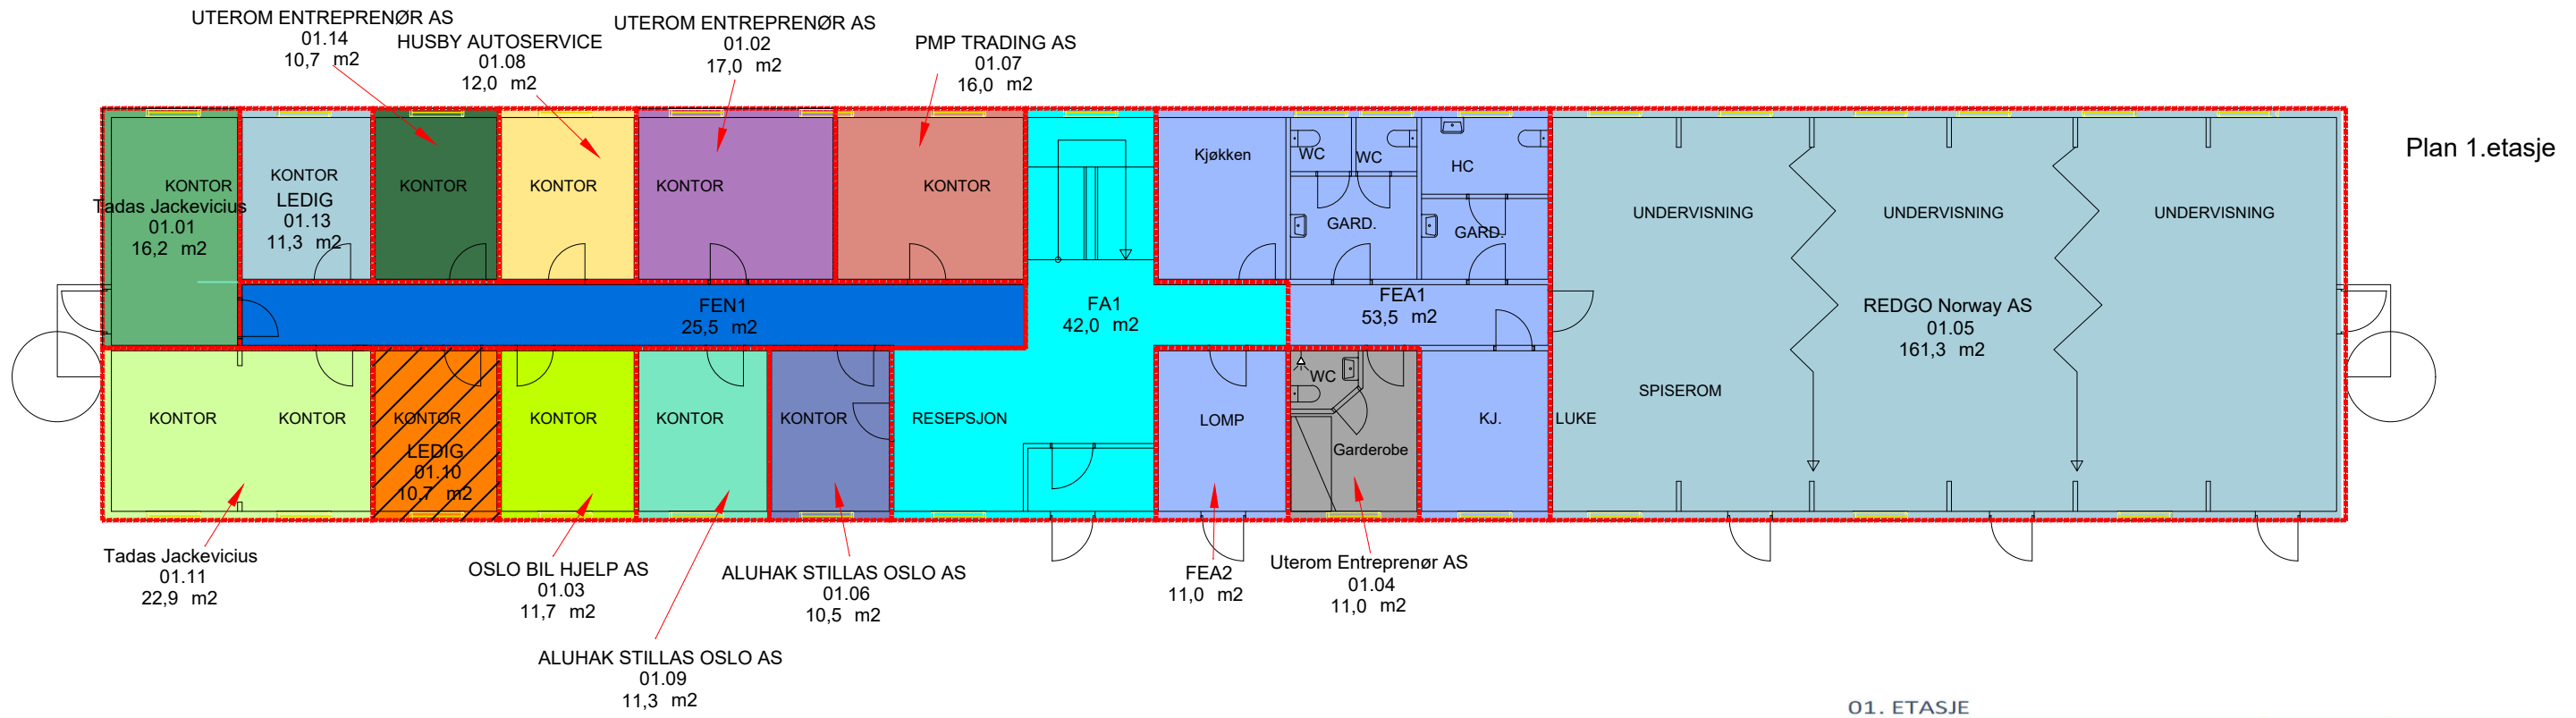 UTEROM ENTREPRENØR AS
01.14
10,7 m2
HUSBY AUTOSERVICE
01.08
12,0 m2
UTEROM ENTREPRENØR AS
01.02
17,0 m2
PMP TRADING AS
01.07
16,0 m2
Plan 1.etasje
KONTOR
Tadas Jackevicius
01.01
16,2 m2
KONTOR
LEDIG
01.13
11,3 m2
KONTOR
KONTOR
KONTOR
KONTOR
Kjøkken
WC
WC
HC
GARD.
GARD.
UNDERVISNING
UNDERVISNING
UNDERVISNING
FEN1
25,5 m2
FA1
42,0 m2
FEA1
53,5 m2
REDGO Norway AS
01.05
161,3 m2
KONTOR
KONTOR
KONTOR
LEDIG
01.10
10,7 m2
KONTOR
KONTOR
KONTOR
RESEPSJON
LOMP
WC
Garderobe
KJ.
LUKE
SPISEROM
Tadas Jackevicius
01.11
22,9 m2
OSLO BIL HJELP AS
01.03
11,7 m2
ALUHAK STILLAS OSLO AS
01.09
11,3 m2
ALUHAK STILLAS OSLO AS
01.06
10,5 m2
FEA2
11,0 m2
Uterom Entreprenør AS
01.04
11,0 m2
01. ETASJE